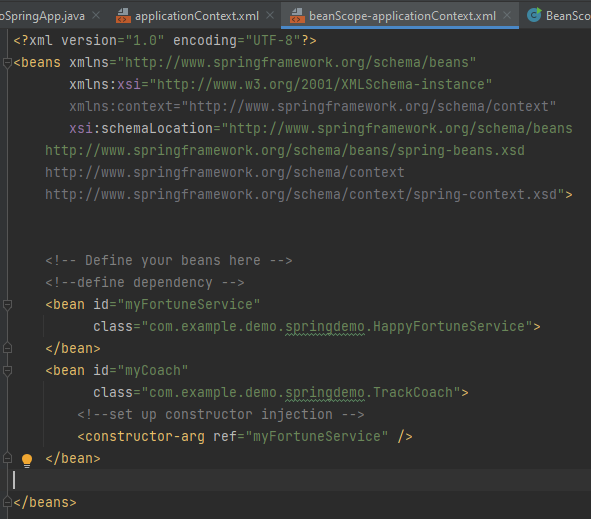 oSpringApp.java applicationContext.xml beanScope-applicationContext.xml BeanSco
<?xml version="1.0" encoding="UTF-8"?>
<beans xmlns="http://www.springframework.org/schema/beans"
xmlns:xsi="http://www.w3.org/2001/XMLSchema-instance"
xmlns:context="http://www.springframework.org/schema/context"
xsi:schemaLocation="http://www.springframework.org/schema/beans
http://www.springframework.org/schema/beans/spring-beans.xsd
http://www.springframework.org/schema/context
http://www.springframework.org/schema/context/spring-context.xsd">
<!-- Define your beans here -->
<!--define dependency -->
<bean id="myFortuneService"
class="com.example.demo.springdemo.HappyFortuneService">
</bean>
<bean id="myCoach"
class="com.example.demo.springdemo.TrackCoach">
<!--set up constructor injection -->
<constructor-arg ref="myFortuneService" />
</bean>
</beans>